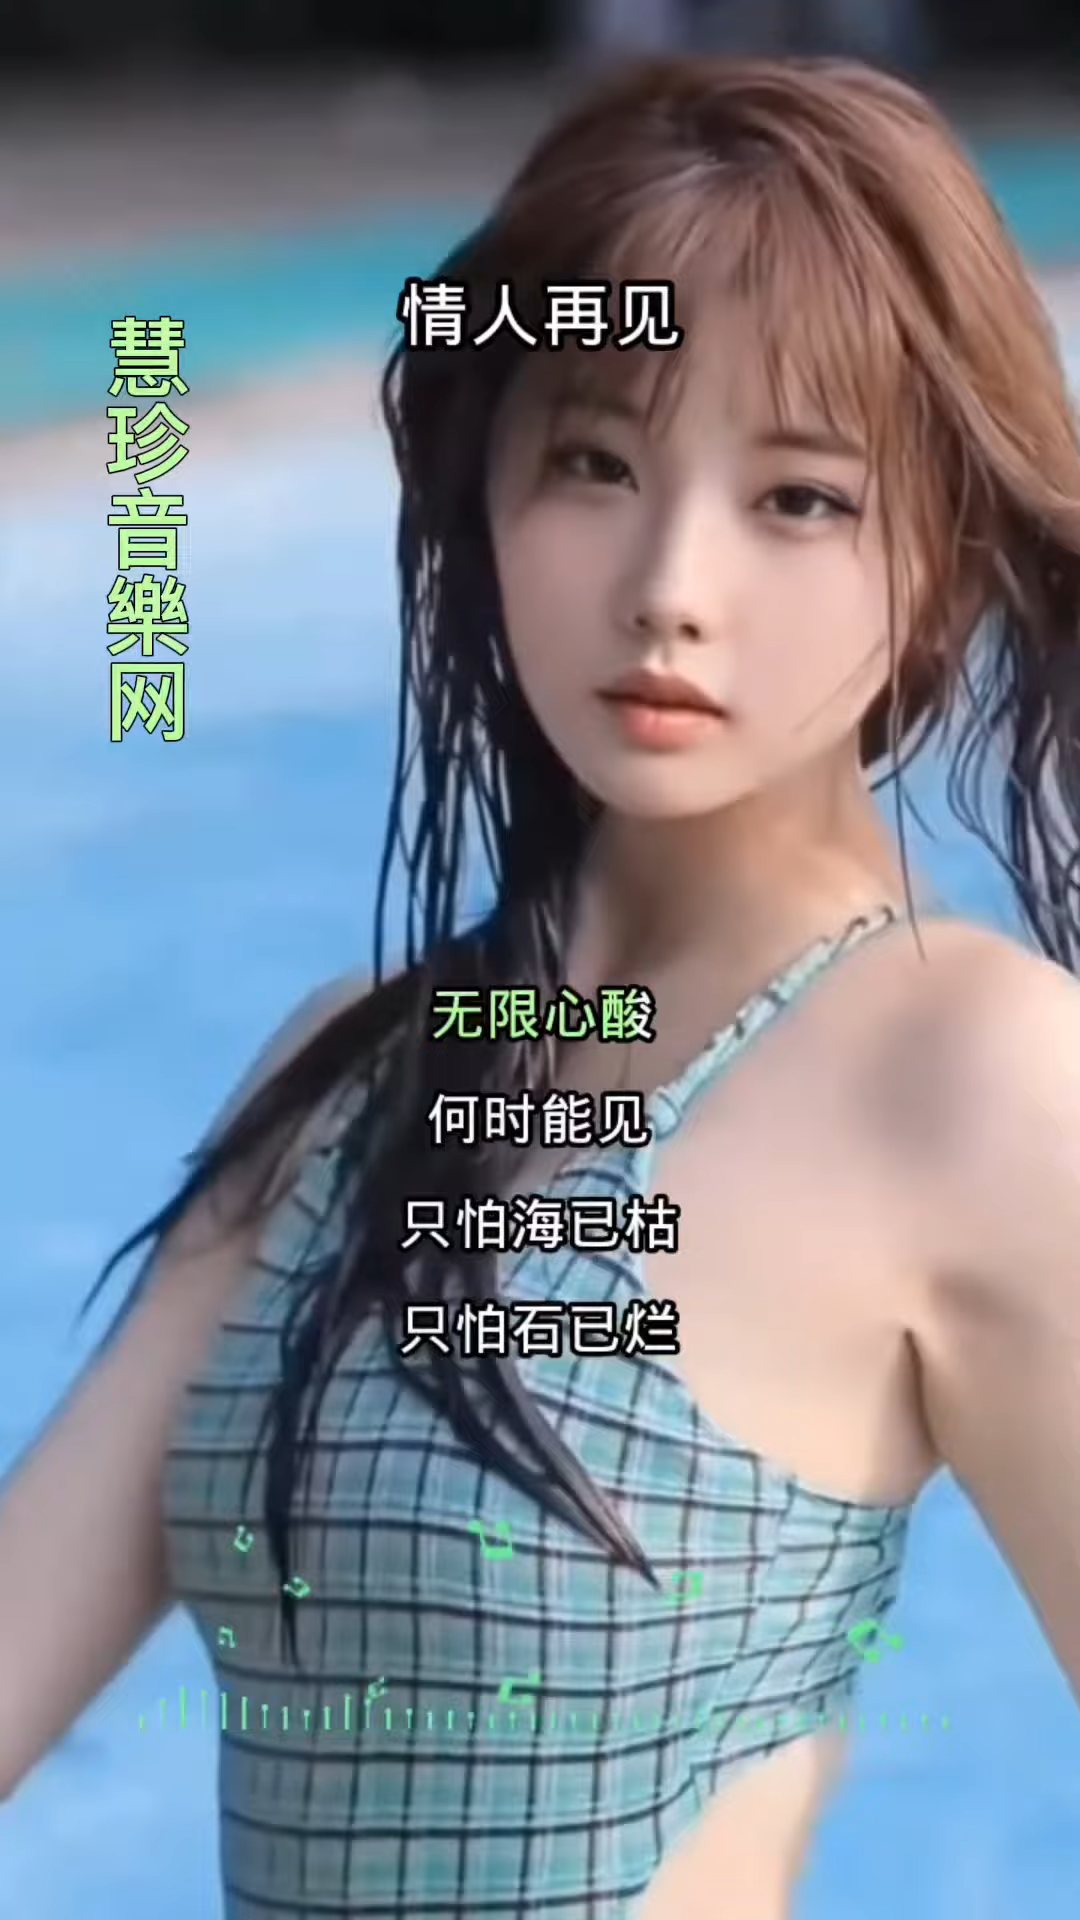 情人再见
慧珍音樂网
无限心酸
何时能见
只怕海已枯
只怕石已烂